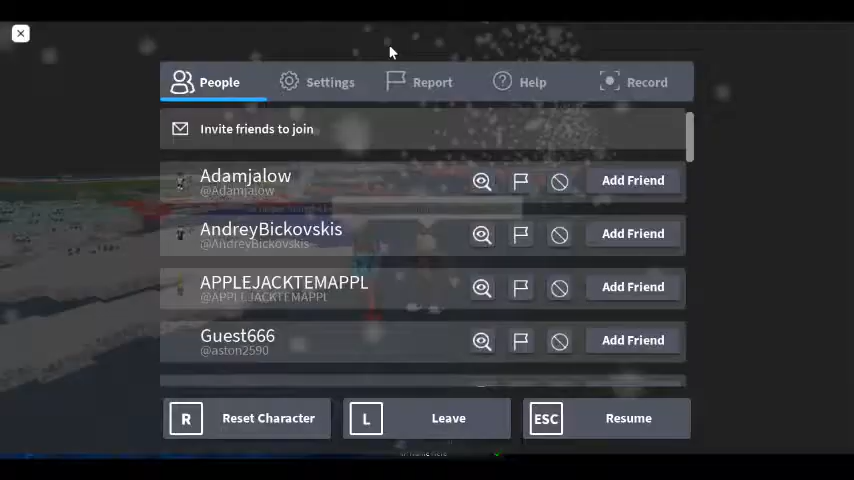 People
Settings
Report
Help
Record
Invite friends to join
Adamjalow
@Adamjalow
Add Friend
AndreyBickovskis
@AndreyBickovskis
Add Friend
APPLEJACKTEMAPPL
@APPLEJACKTEMAPPL
Add Friend
Guest666
@aston2590
Add Friend
R Reset Character
L Leave
ESC Resume